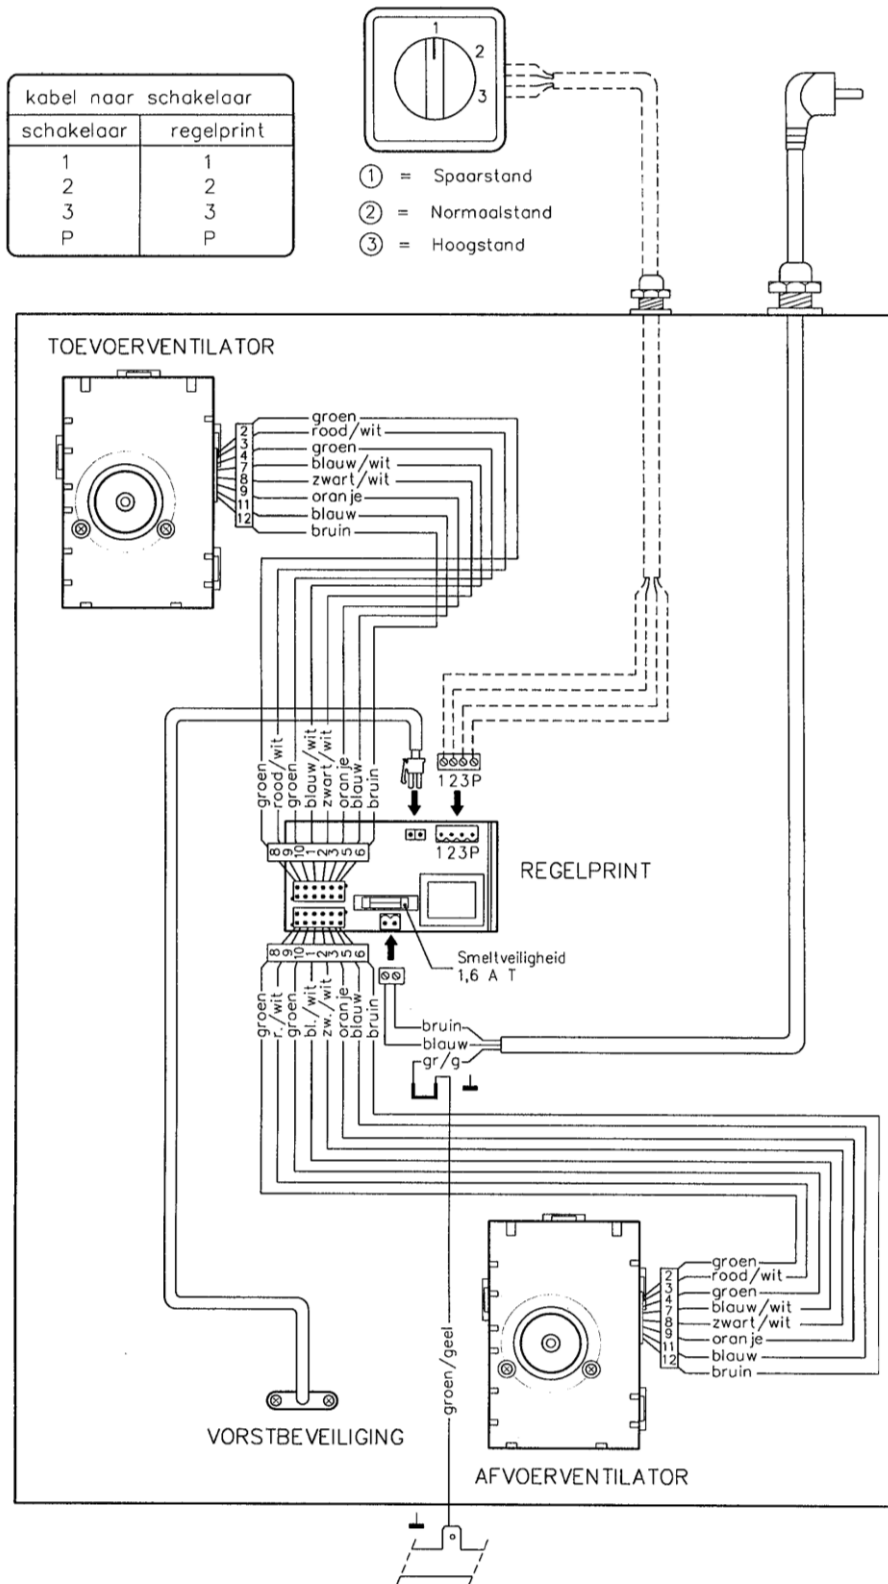 kabel naar schakelaar
schakelaar regelprint
1 1
2 2
3 3
P P
1
2
3
1 = Spaarstand
2 = Normaalstand
3 = Hoogstand
TOEVOERVENTILATOR
2
3
4
7
8
9
11
12
groen
rood/wit
groen
blauw/wit
zwart/wit
oranje
blauw
bruin
groen
rood/wit
groen
blauw/wit
zwart/wit
oranje
blauw
bruin
123P
123P
8 9 10 1 2 3 5 6
REGELPRINT
Smeltveiligheid
1,6 A T
8 9 10 1 2 3 5 6
groen
r./wit
groen
bl./wit
zw./wit
oranje
blauw
bruin
bruin
blauw
gr/g
groen/geel
2
3
4
7
8
9
11
12
groen
rood/wit
groen
blauw/wit
zwart/wit
oranje
blauw
bruin
VORSTBEVEILIGING
AFVOERVENTILATOR